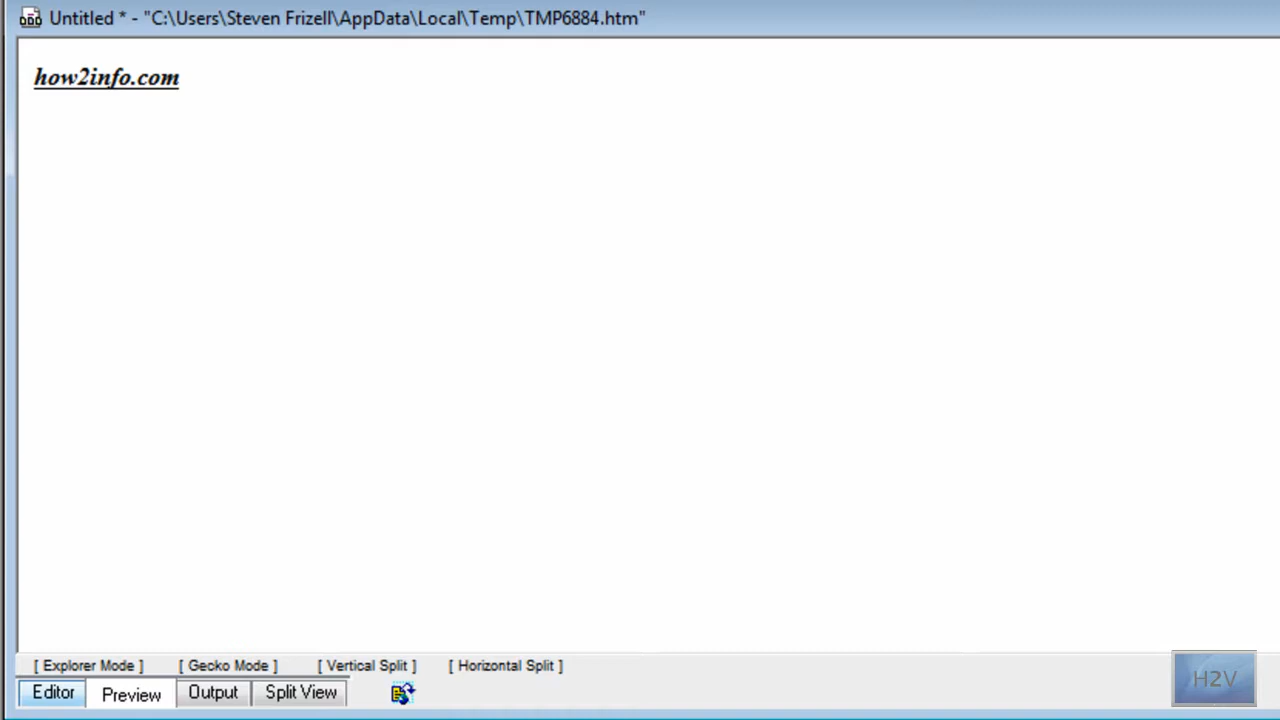 Untitled * - "C:\Users\Steven Frizell\AppData\Local\Temp\TMP6884.htm"
how2info.com
[ Explorer Mode ] [ Gecko Mode ] [ Vertical Split ] [ Horizontal Split ]
Editor Preview Output Split View
H2V